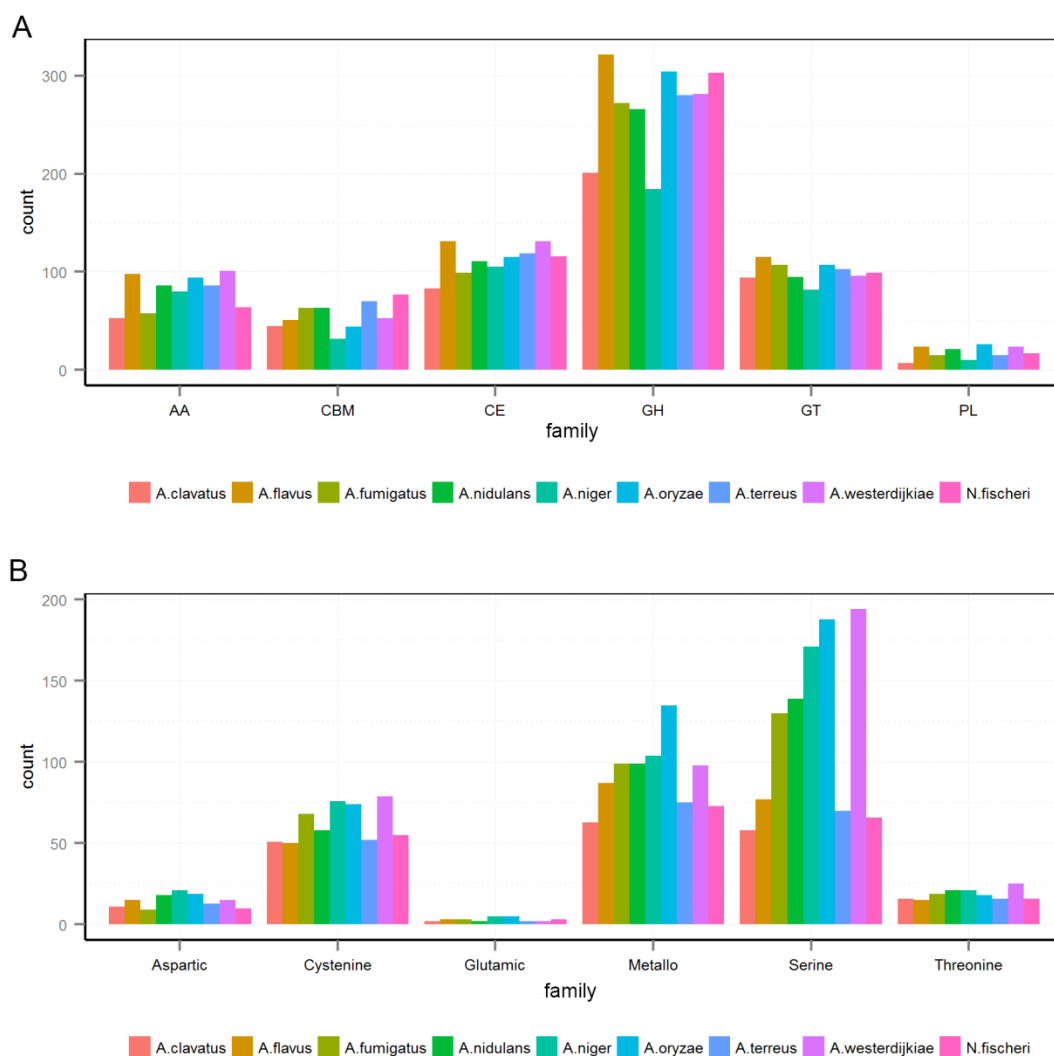 A
300
200
100
0
count
AA CBM CE GH GT PL
family
A.clavatus A.flavus A.fumigatus A.nidulans A.niger A.oryzae A.terreus A.westerdijkiae N.fischeri
B
200
150
100
50
0
count
Aspartic Cystenine Glutamic Metallo Serine Threonine
family
A.clavatus A.flavus A.fumigatus A.nidulans A.niger A.oryzae A.terreus A.westerdijkiae N.fischeri